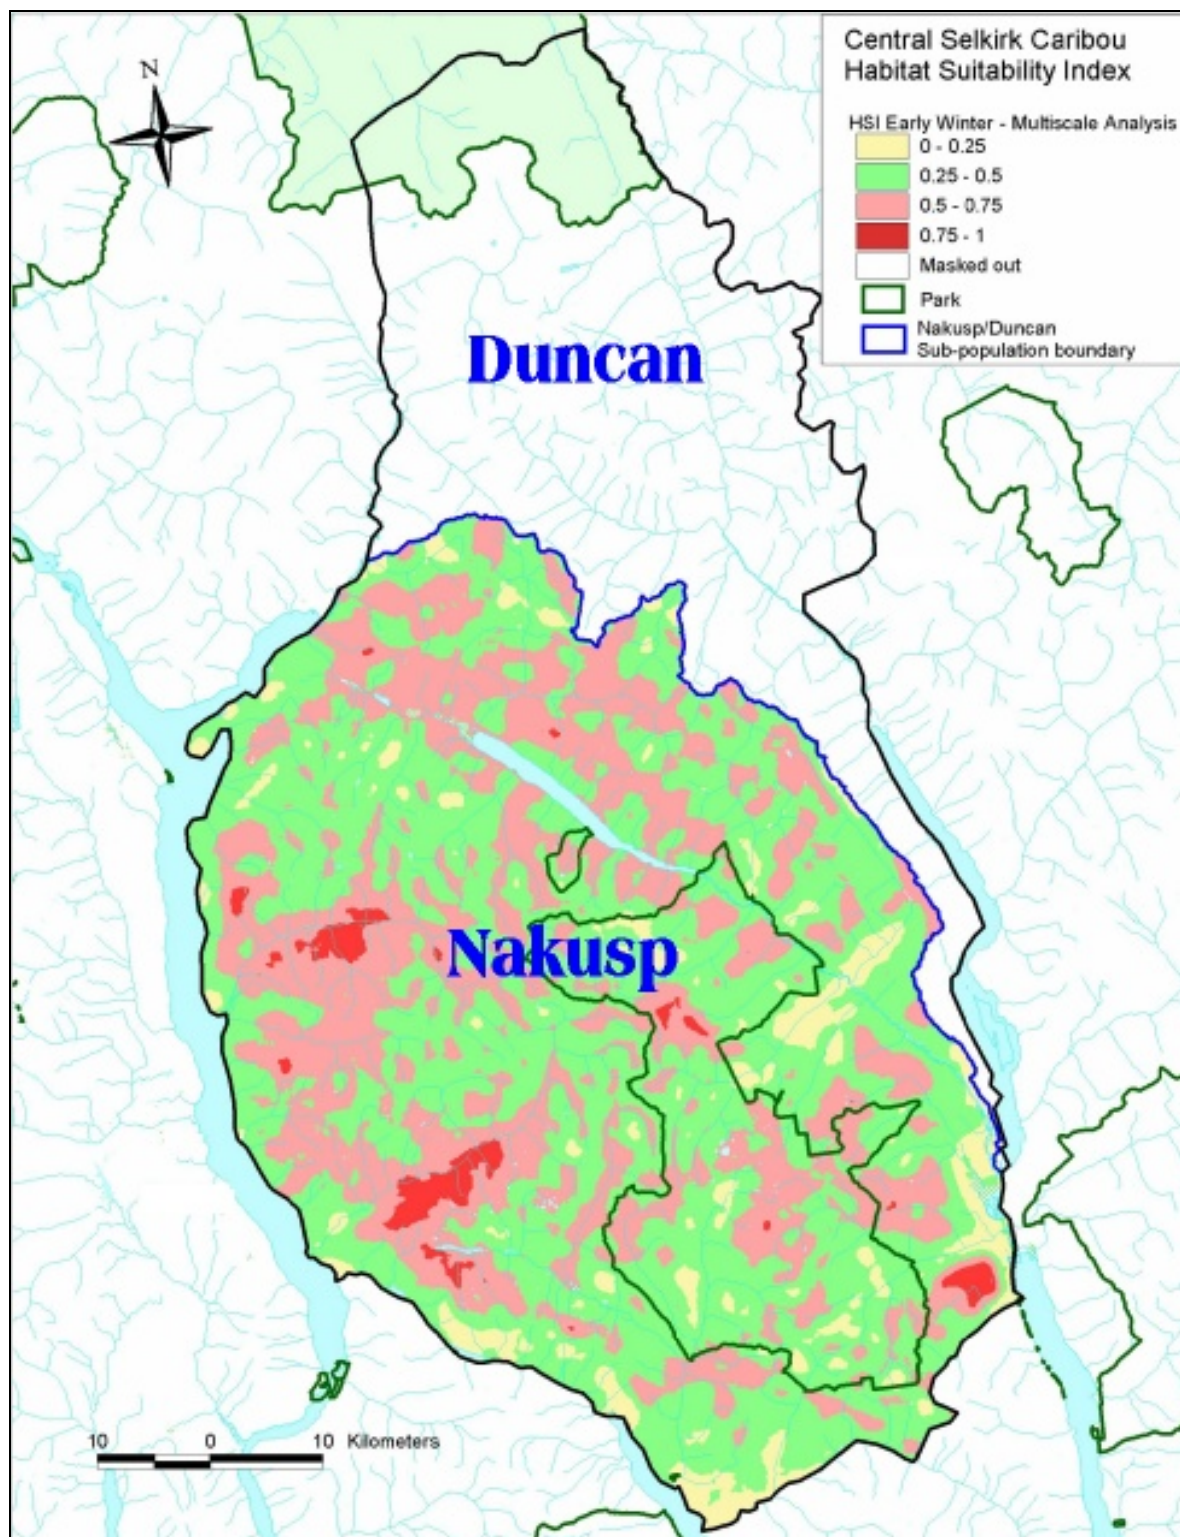 Central Selkirk Caribou
Habitat Suitability Index
HSI Early Winter - Multiscale Analysis
0 - 0.25
0.25 - 0.5
0.5 - 0.75
0.75 - 1
Masked out
Park
Nakusp/Duncan
Sub-population boundary
N
Duncan
Nakusp
10 0 10 Kilometers